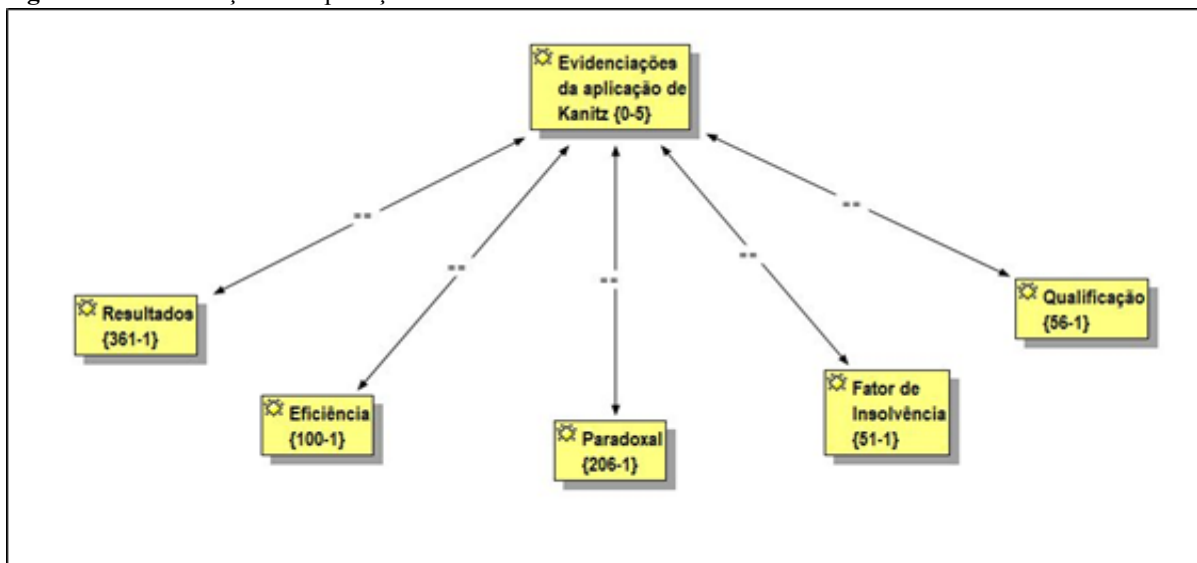 Evidenciações
da aplicação de
Kanitz {0-5}
--
--
--
--
--
Resultados
{361-1}
Eficiência
{100-1}
Paradoxal
{206-1}
Fator de
Insolvência
{51-1}
Qualificação
{56-1}